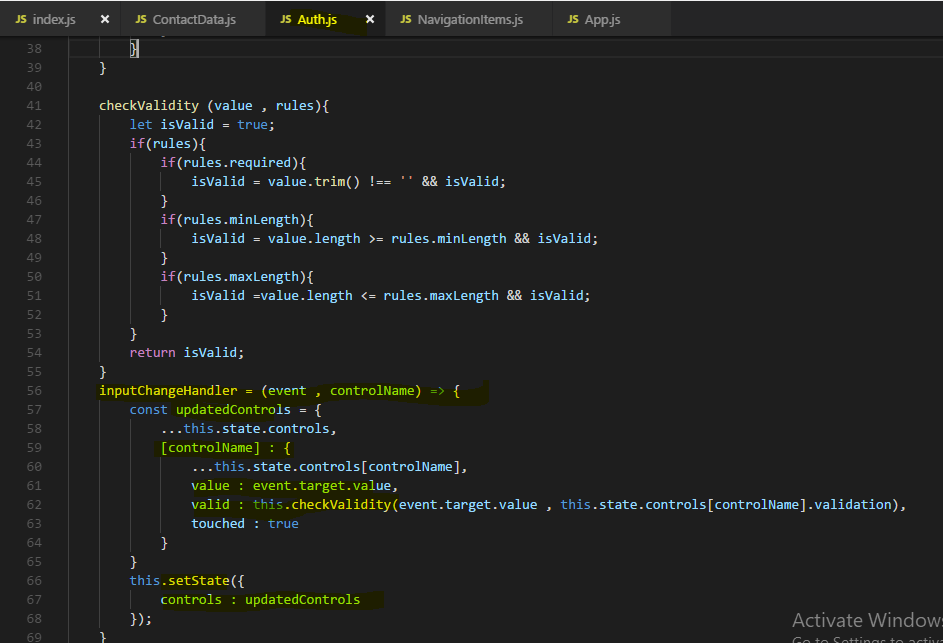 JS index.js × JS ContactData.js JS Auth.js × JS NavigationItems.js JS App.js
38 }
39 }
40
41 checkValidity (value , rules){
42 let isValid = true;
43 if(rules){
44 if(rules.required){
45 isValid = value.trim() !== '' && isValid;
46 }
47 if(rules.minLength){
48 isValid = value.length >= rules.minLength && isValid;
49 }
50 if(rules.maxLength){
51 isValid =value.length <= rules.maxLength && isValid;
52 }
53 }
54 return isValid;
55 }
56 inputChangeHandler = (event , controlName) => {
57 const updatedControls = {
58 ...this.state.controls,
59 [controlName] : {
60 ...this.state.controls[controlName],
61 value : event.target.value,
62 valid : this.checkValidity(event.target.value , this.state.controls[controlName].validation),
63 touched : true
64 }
65 }
66 this.setState({
67 controls : updatedControls
68 });
69 }
Activate Windows
Go to Settings to activa